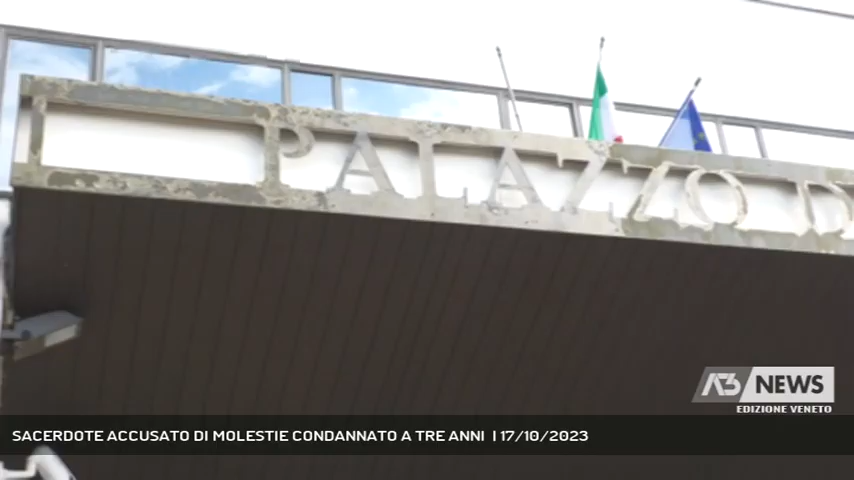 PALAZZO D
A3 NEWS
EDIZIONE VENETO
SACERDOTE ACCUSATO DI MOLESTIE CONDANNATO A TRE ANNI | 17/10/2023